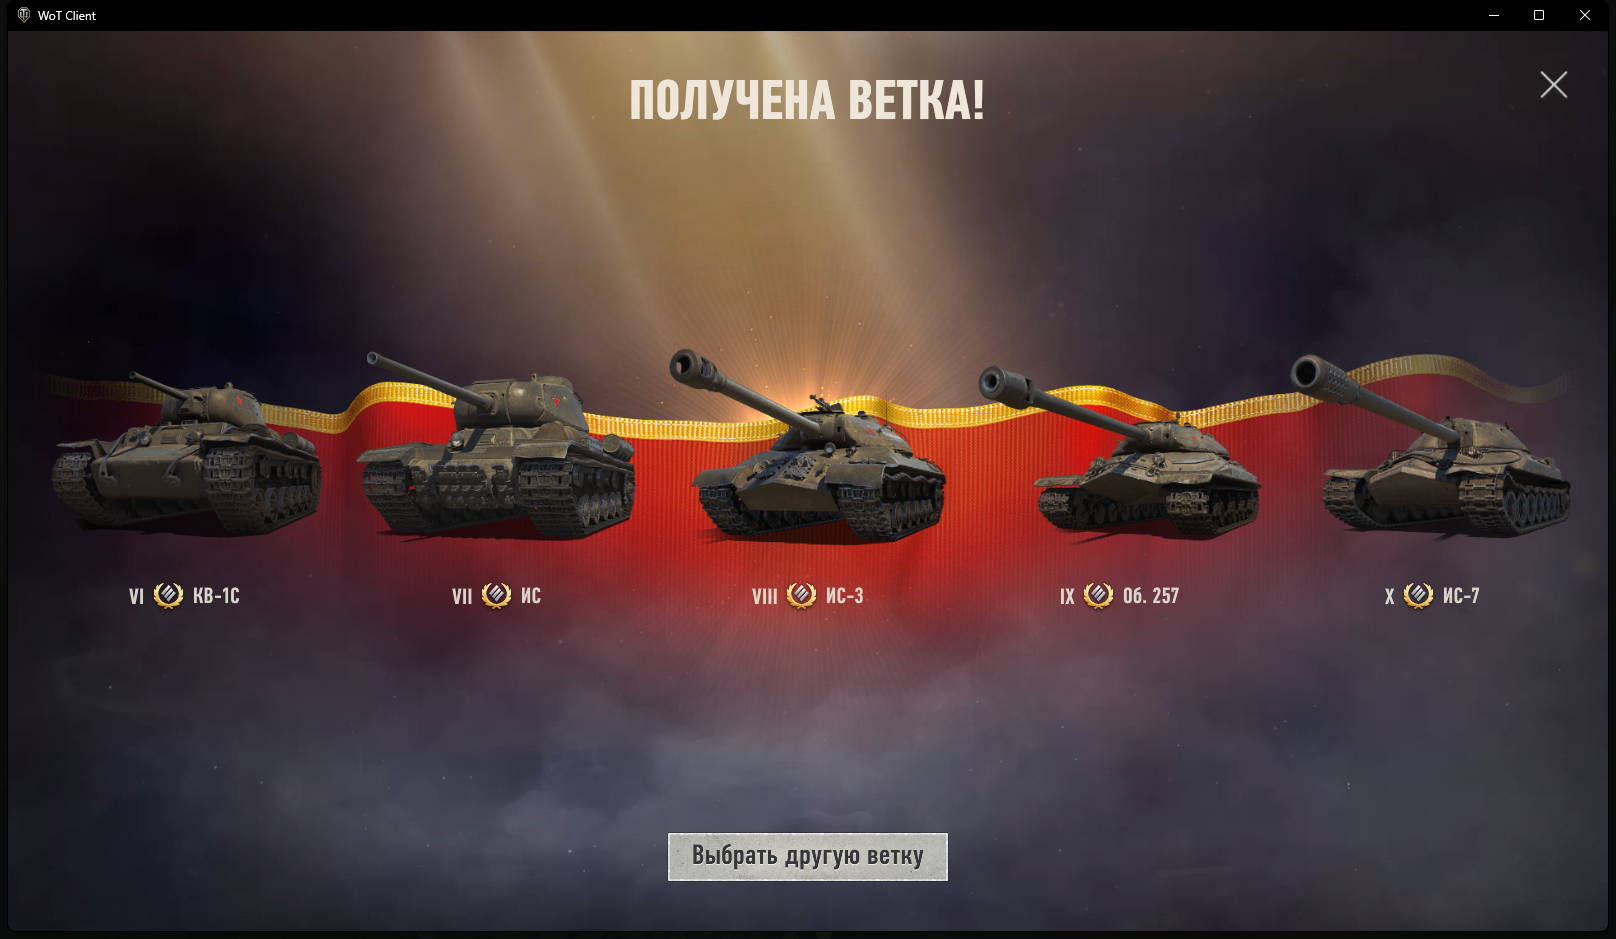 WoT Client
ПОЛУЧЕНА ВЕТКА!
VI КВ-1С
VII ИС
VIII ИС-3
IX Об. 257
X ИС-7
Выбрать другую ветку